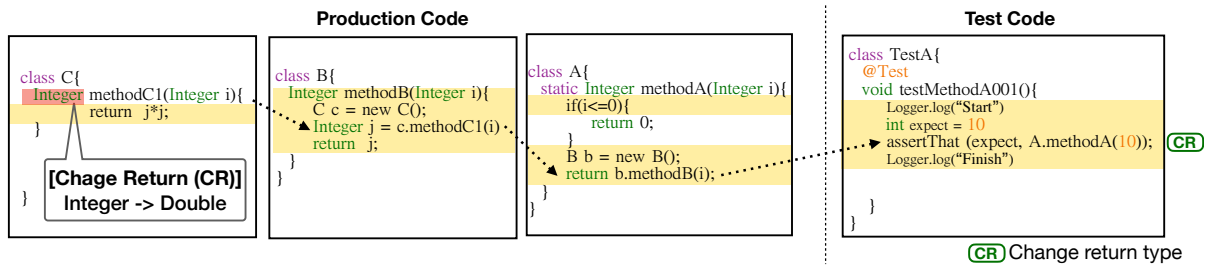 Production Code
Test Code
class C{
Integer methodC1(Integer i){
return j*j;
}
}
[Chage Return (CR)]
Integer -> Double
class B{
Integer methodB(Integer i){
C c = new C();
Integer j = c.methodC1(i)
return j;
}
}
class A{
static Integer methodA(Integer i){
if(i<=0){
return 0;
}
B b = new B();
return b.methodB(i);
}
}
class TestA{
@Test
void testMethodA001(){
Logger.log(“Start”)
int expect = 10
assertThat (expect, A.methodA(10));
Logger.log(“Finish”)
}
}
CR
CR Change return type